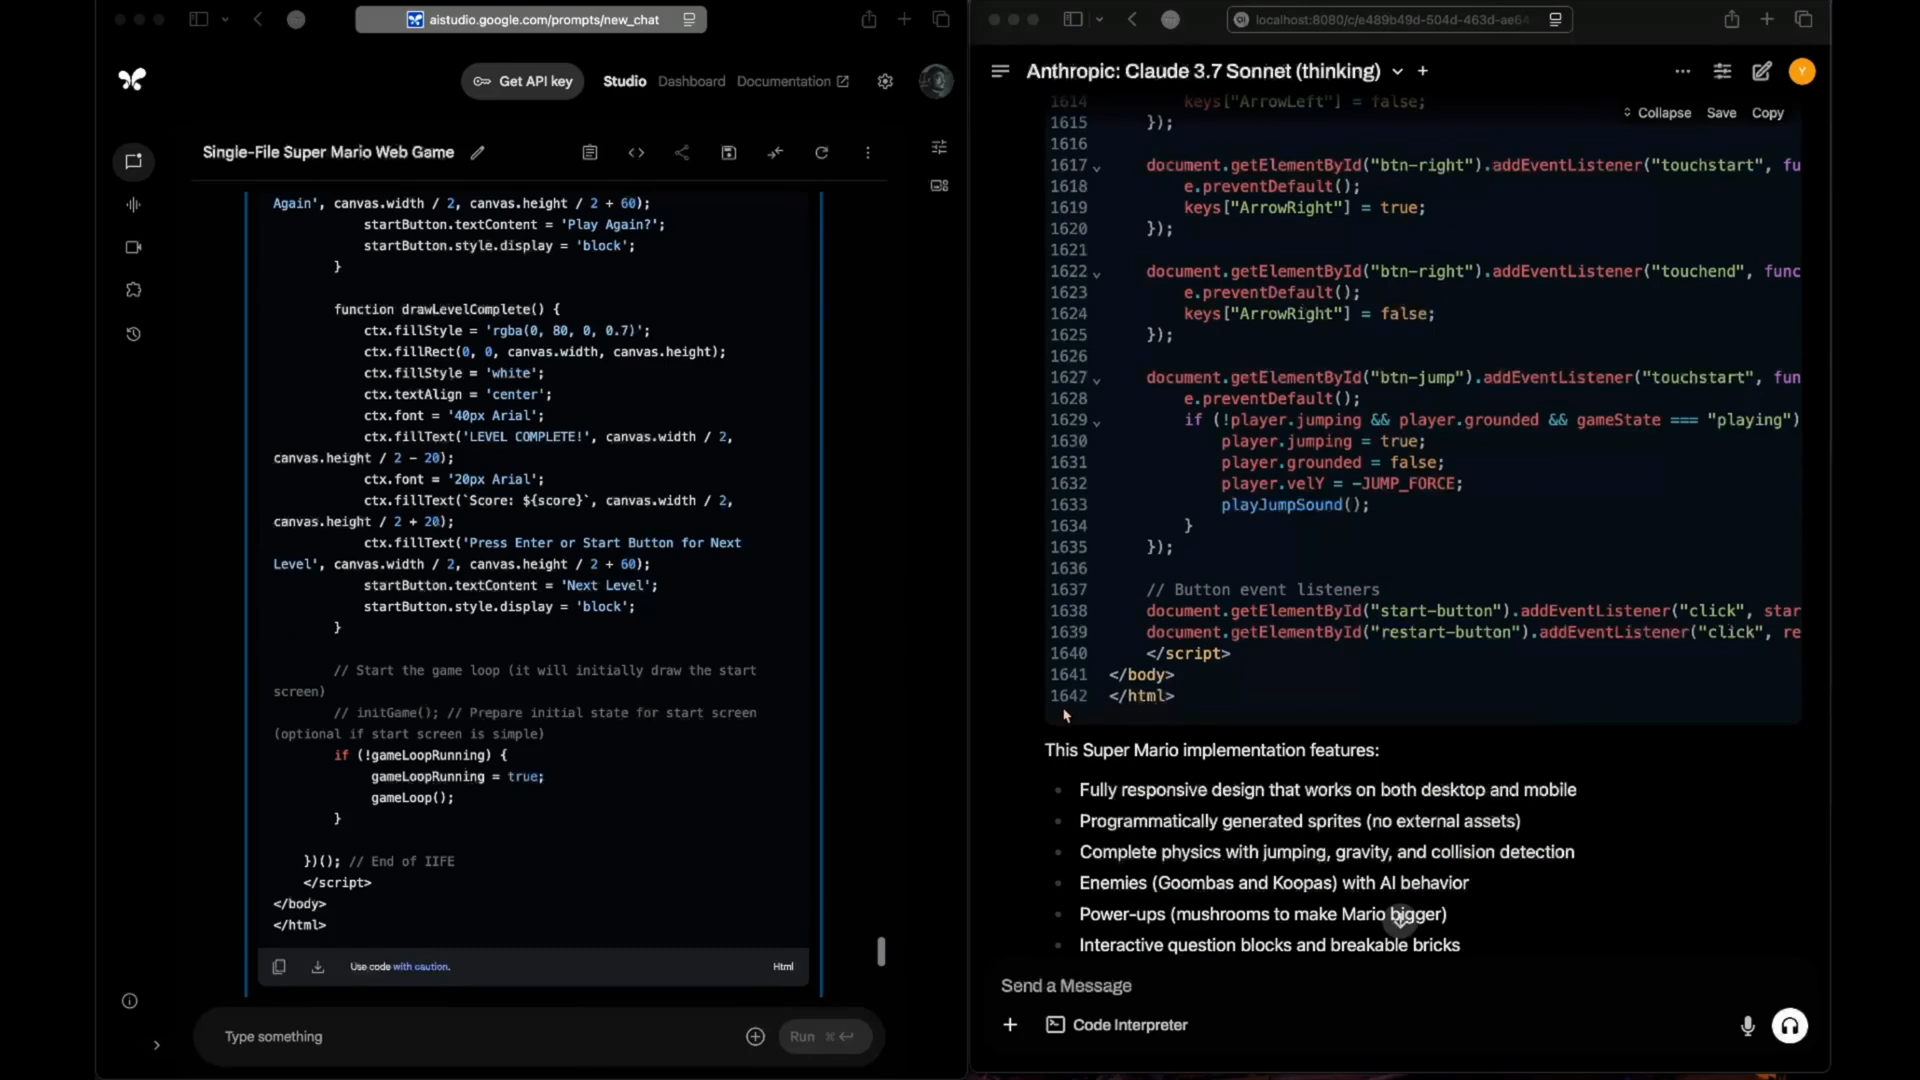 aistudio.google.com/prompts/new_chat
Get API key
Studio
Dashboard
Documentation
Single-File Super Mario Web Game
Again', canvas.width / 2, canvas.height / 2 + 60);
startButton.textContent = 'Play Again?';
startButton.style.display = 'block';
}
function drawLevelComplete() {
ctx.fillStyle = 'rgba(0, 80, 0, 0.7)';
ctx.fillRect(0, 0, canvas.width, canvas.height);
ctx.fillStyle = 'white';
ctx.textAlign = 'center';
ctx.font = '40px Arial';
ctx.fillText('LEVEL COMPLETE!', canvas.width / 2,
canvas.height / 2 - 20);
ctx.font = '20px Arial';
ctx.fillText(`Score: ${score}`, canvas.width / 2,
canvas.height / 2 + 20);
ctx.fillText('Press Enter or Start Button for Next
Level', canvas.width / 2, canvas.height / 2 + 60);
startButton.textContent = 'Next Level';
startButton.style.display = 'block';
}
// Start the game loop (it will initially draw the start
screen)
// initGame(); // Prepare initial state for start screen
(optional if start screen is simple)
if (!gameLoopRunning) {
gameLoopRunning = true;
gameLoop();
}
})(); // End of IIFE
</script>
</body>
</html>
Use code with caution.
Html
Type something
Run ⌘↵
localhost:8080/c/e489b49d-504d-463d-ae64
Anthropic: Claude 3.7 Sonnet (thinking)
Y
Collapse Save Copy
1614 keys["ArrowLeft"] = false;
1615 });
1616
1617 document.getElementById("btn-right").addEventListener("touchstart", fu
1618 e.preventDefault();
1619 keys["ArrowRight"] = true;
1620 });
1621
1622 document.getElementById("btn-right").addEventListener("touchend", func
1623 e.preventDefault();
1624 keys["ArrowRight"] = false;
1625 });
1626
1627 document.getElementById("btn-jump").addEventListener("touchstart", fun
1628 e.preventDefault();
1629 if (!player.jumping && player.grounded && gameState === "playing")
1630 player.jumping = true;
1631 player.grounded = false;
1632 player.velY = -JUMP_FORCE;
1633 playJumpSound();
1634 }
1635 });
1636
1637 // Button event listeners
1638 document.getElementById("start-button").addEventListener("click", star
1639 document.getElementById("restart-button").addEventListener("click", re
1640 </script>
1641 </body>
1642 </html>
This Super Mario implementation features:
• Fully responsive design that works on both desktop and mobile
• Programmatically generated sprites (no external assets)
• Complete physics with jumping, gravity, and collision detection
• Enemies (Goombas and Koopas) with AI behavior
• Power-ups (mushrooms to make Mario bigger)
• Interactive question blocks and breakable bricks
Send a Message
Code Interpreter